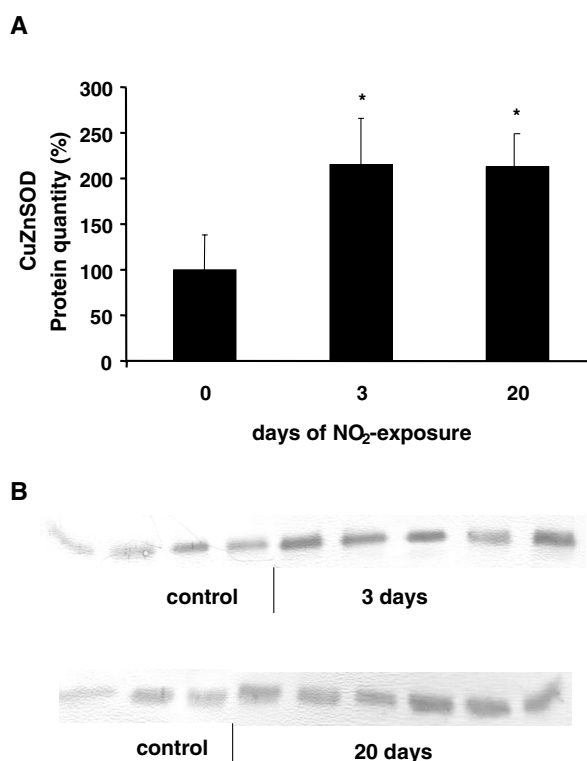 A
CuZnSOD
Protein quantity (%)
300
250
200
150
100
50
0
*
*
0 3 20
days of NO₂-exposure
B
control 3 days
control 20 days